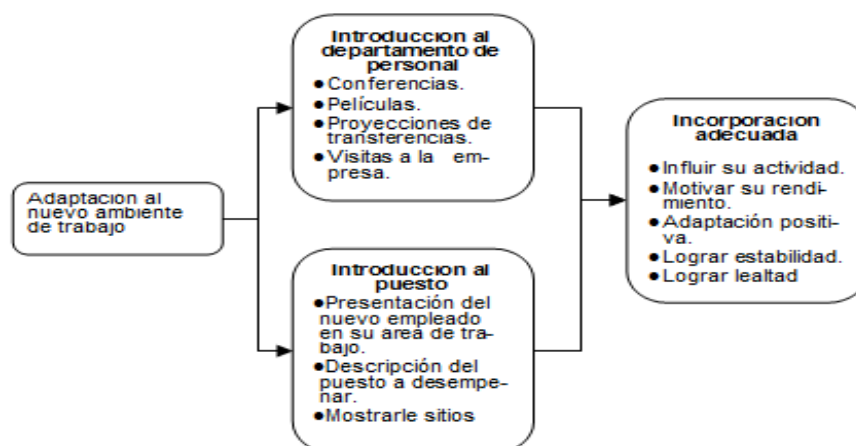 Adaptacion al
nuevo ambiente
de trabajo
Introduccion al
departamento de
personal
●Conferencias.
●Películas.
●Proyecciones de
transferencias.
●Visitas a la em-
presa.
Introduccion al
puesto
●Presentación del
nuevo empleado
en su area de tra-
bajo.
●Descripción del
puesto a desempe-
nar.
●Mostrarle sitios
Incorporacion
adecuada
●Influir su actividad.
●Motivar su rendi-
miento.
●Adaptación positi-
va.
●Lograr estabilidad.
●Lograr lealtad